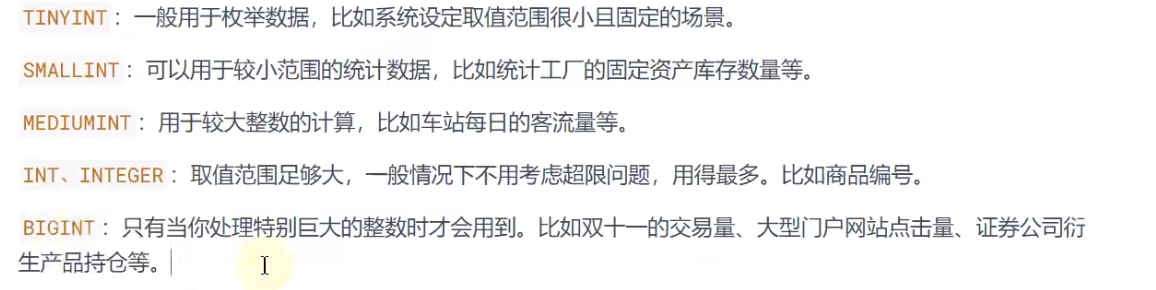 TINYINT：一般用于枚举数据，比如系统设定取值范围很小且固定的场景。
SMALLINT：可以用于较小范围的统计数据，比如统计工厂的固定资产库存数量等。
MEDIUMINT：用于较大整数的计算，比如车站每日的客流量等。
INT、INTEGER：取值范围足够大，一般情况下不用考虑超限问题，用得最多。比如商品编号。
BIGINT：只有当你处理特别巨大的整数时才会用到。比如双十一的交易量、大型门户网站点击量、证券公司衍
生产品持仓等。